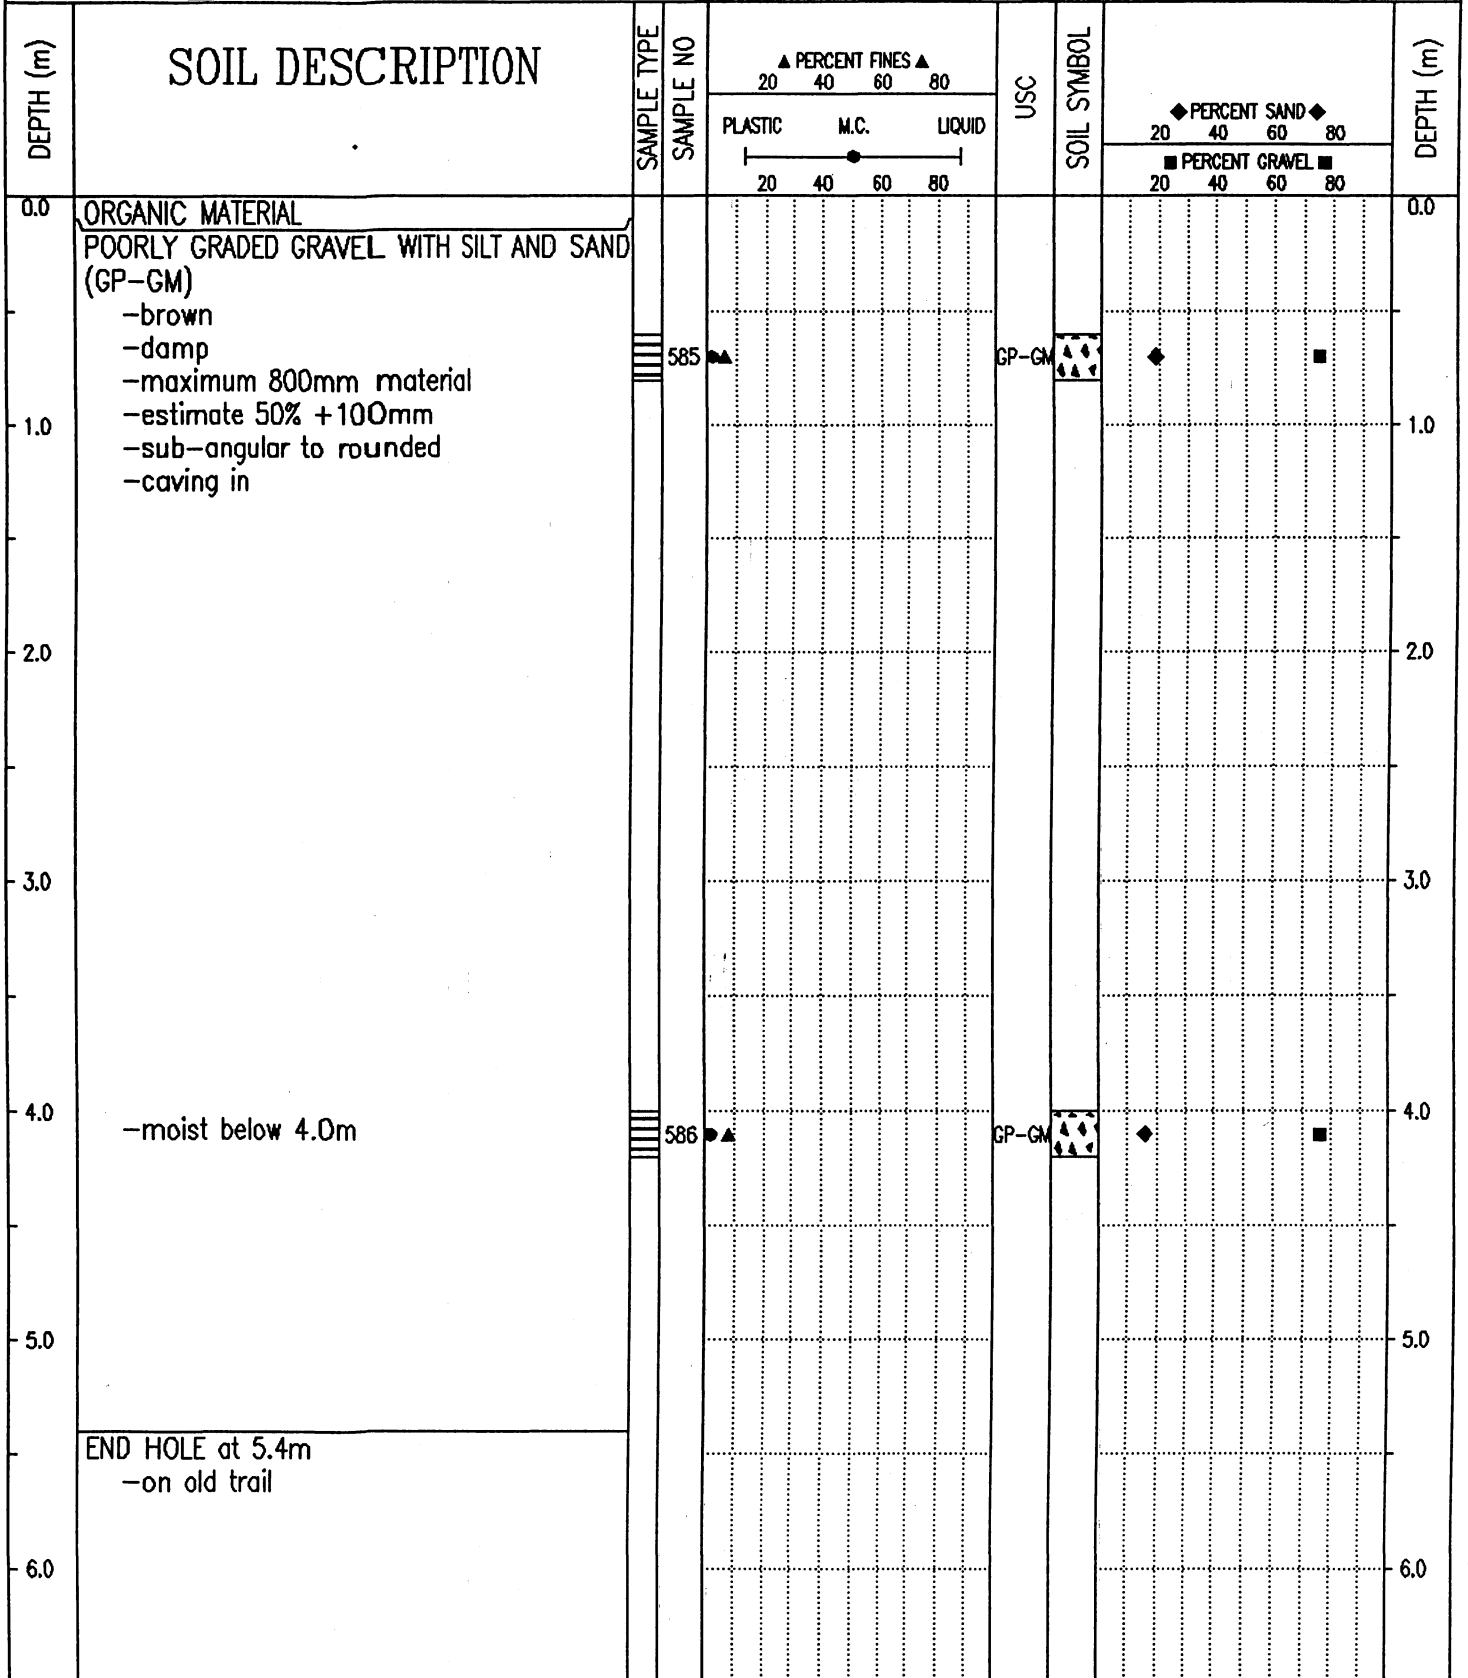 DEPTH (m)
SOIL DESCRIPTION
SAMPLE TYPE
SAMPLE NO
▲ PERCENT FINES ▲
20 40 60 80
PLASTIC M.C. LIQUID
20 40 60 80
USC
SOIL SYMBOL
◆ PERCENT SAND ◆
20 40 60 80
■ PERCENT GRAVEL ■
20 40 60 80
DEPTH (m)
0.0 ORGANIC MATERIAL 0.0
POORLY GRADED GRAVEL WITH SILT AND SAND
(GP-GM)
-brown
-damp 585 GP-GM
-maximum 800mm material
-estimate 50% +100mm
1.0 1.0
-sub-angular to rounded
-caving in
2.0 2.0
3.0 3.0
4.0 4.0
-moist below 4.0m 586 GP-GM
5.0 5.0
END HOLE at 5.4m
-on old trail
6.0 6.0